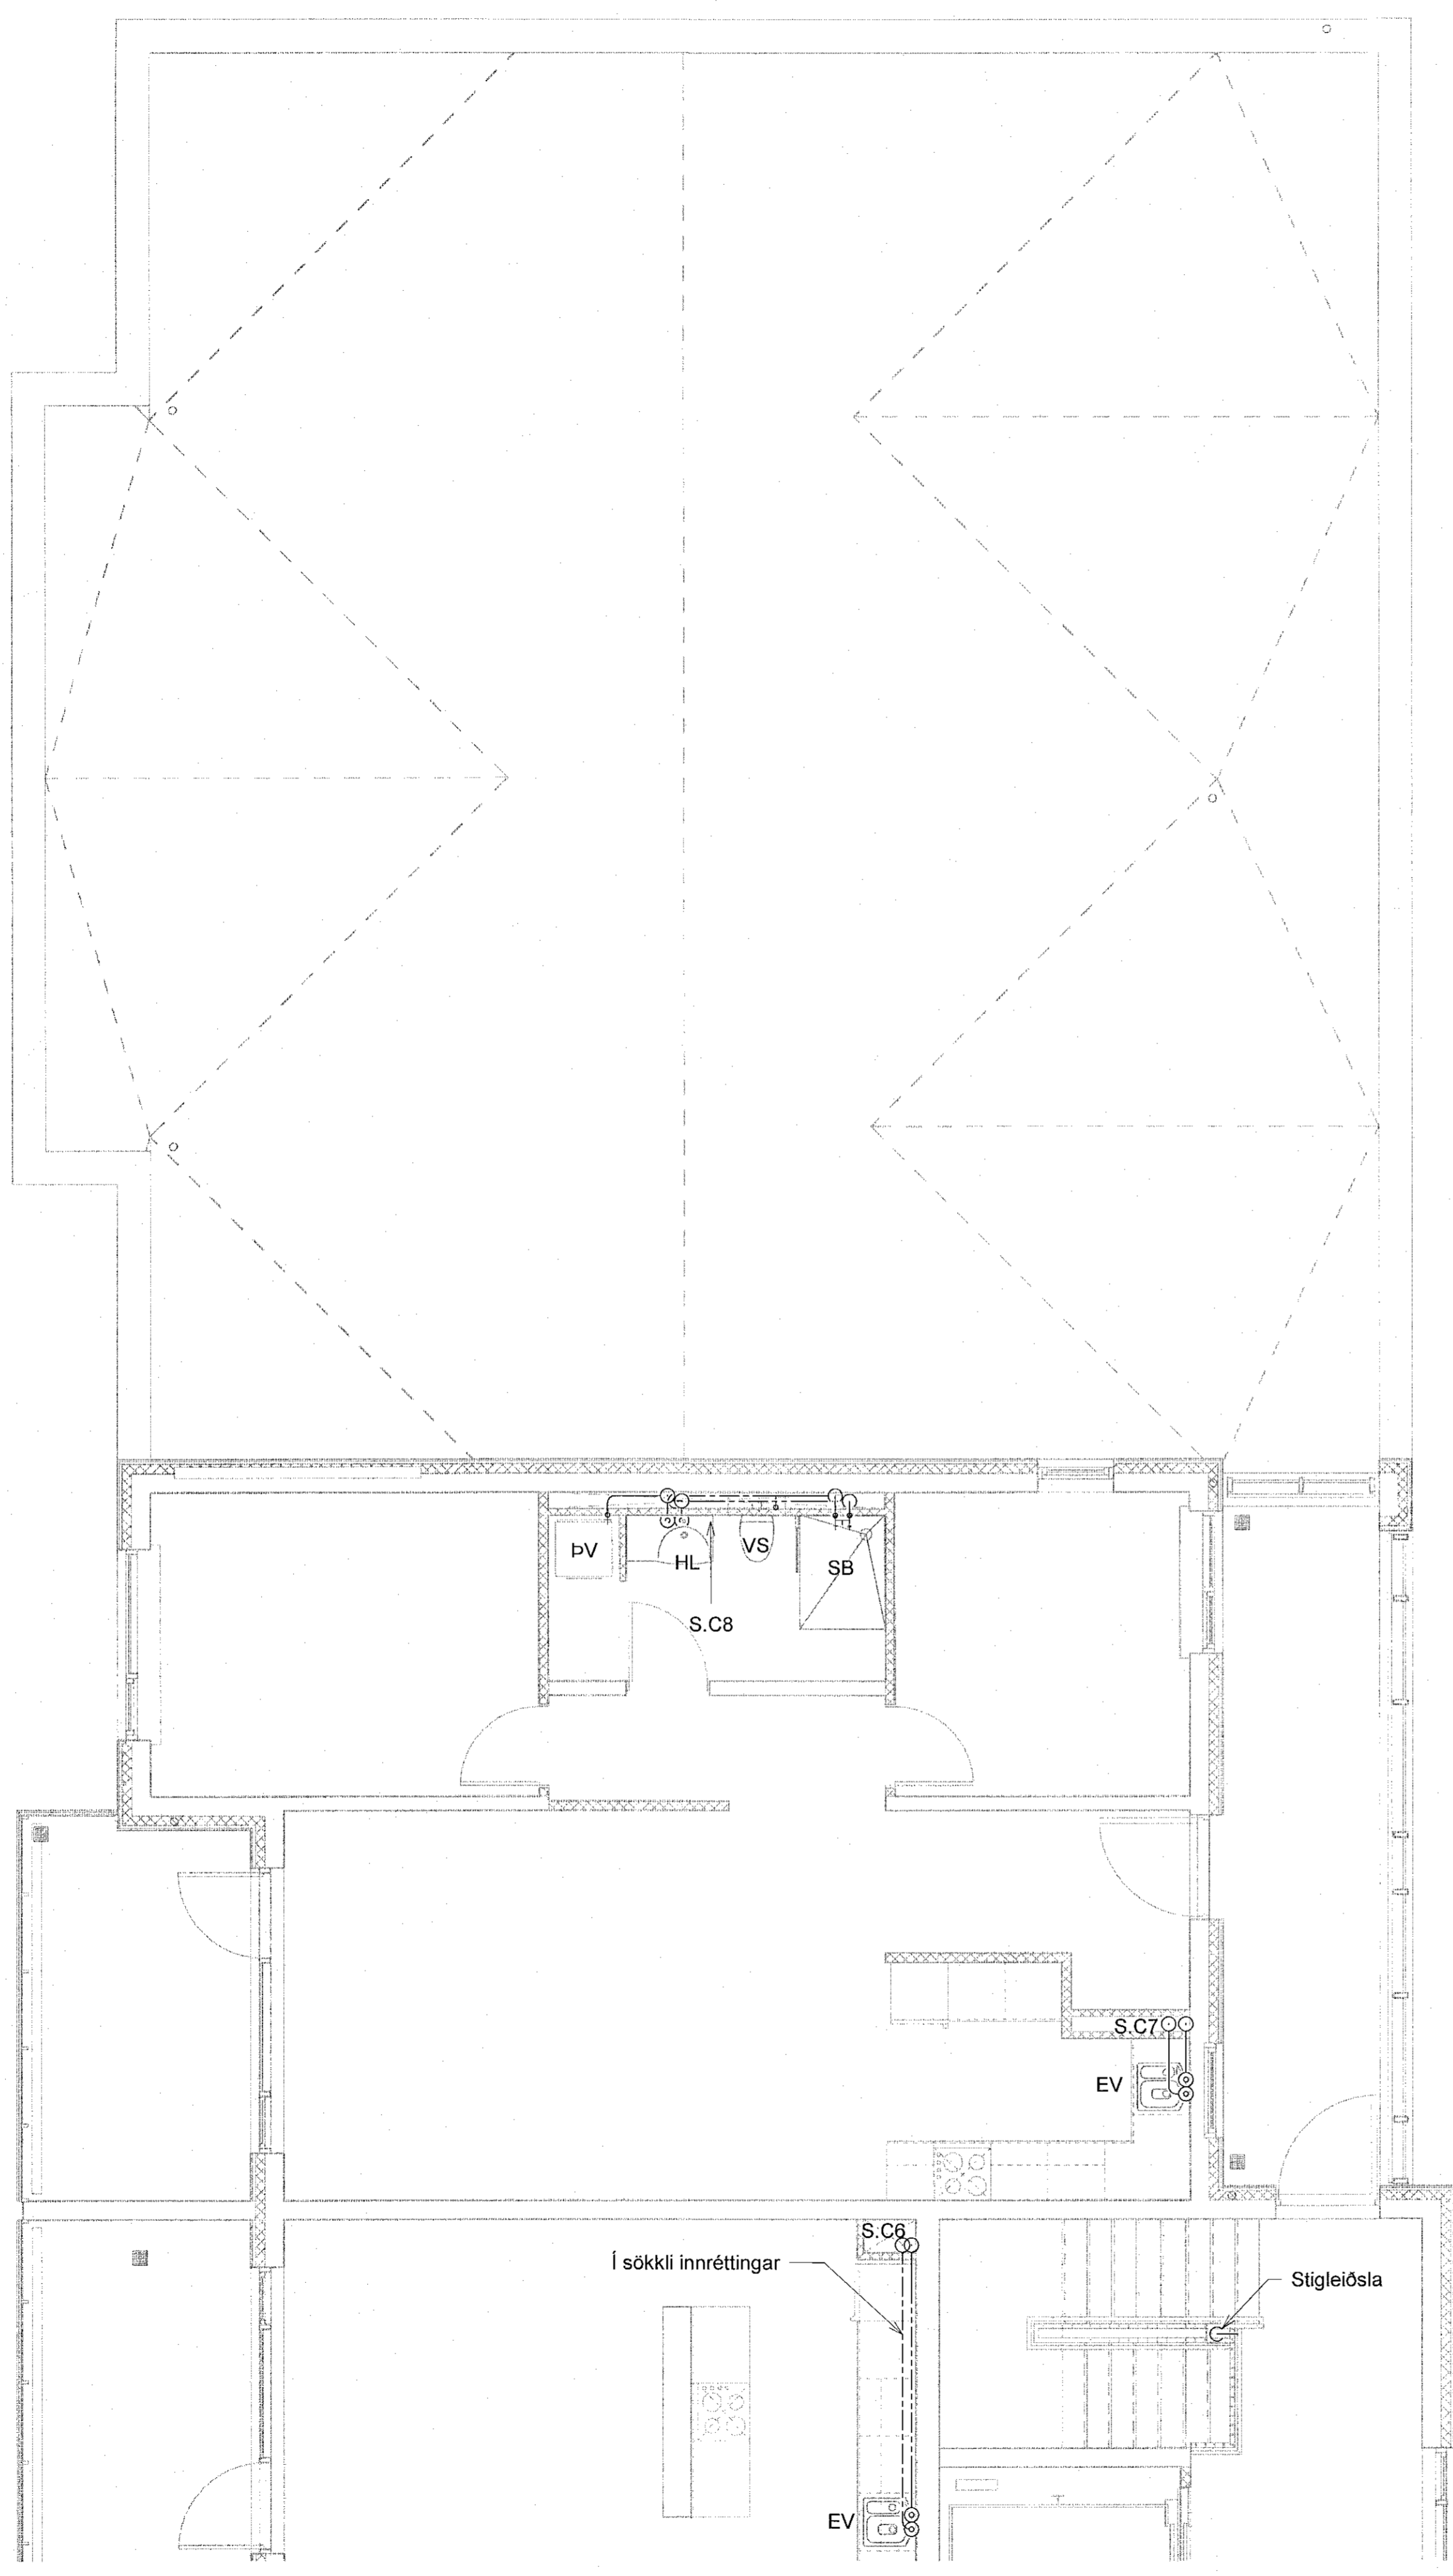 ÞV
HL
VS
SB
S.C8
S.C7
EV
S.C6
Í sökkli innréttingar
Stigleiðsla
EV